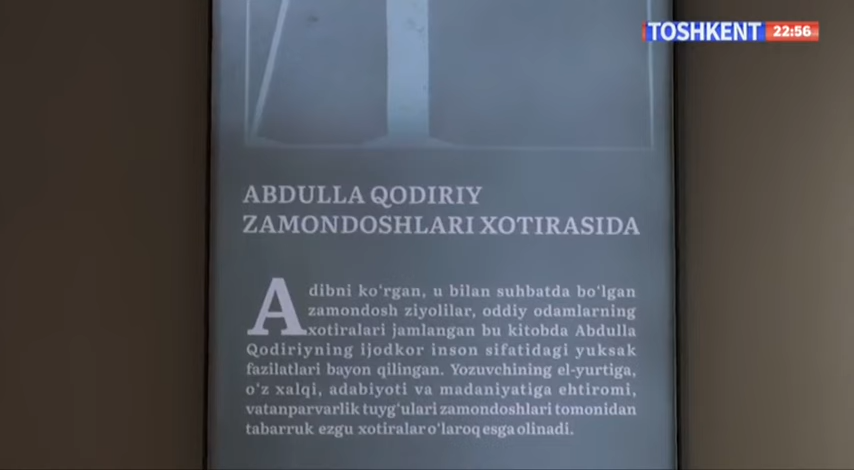 TOSHKENT 22:56
ABDULLA QODIRIY
ZAMONDOSHLARI XOTIRASIDA
Adibni ko‘rgan, u bilan suhbatda bo‘lgan
zamondosh ziyolilar, oddiy odamlarning
xotiralari jamlangan bu kitobda Abdulla
Qodiriyning ijodkor inson sifatidagi yuksak
fazilatlari bayon qilingan. Yozuvchining el-yurtiga,
o‘z xalqi, adabiyoti va madaniyatiga ehtiromi,
vatanparvarlik tuyg‘ulari zamondoshlari tomonidan
tabarruk ezgu xotiralar o‘laroq esga olinadi.